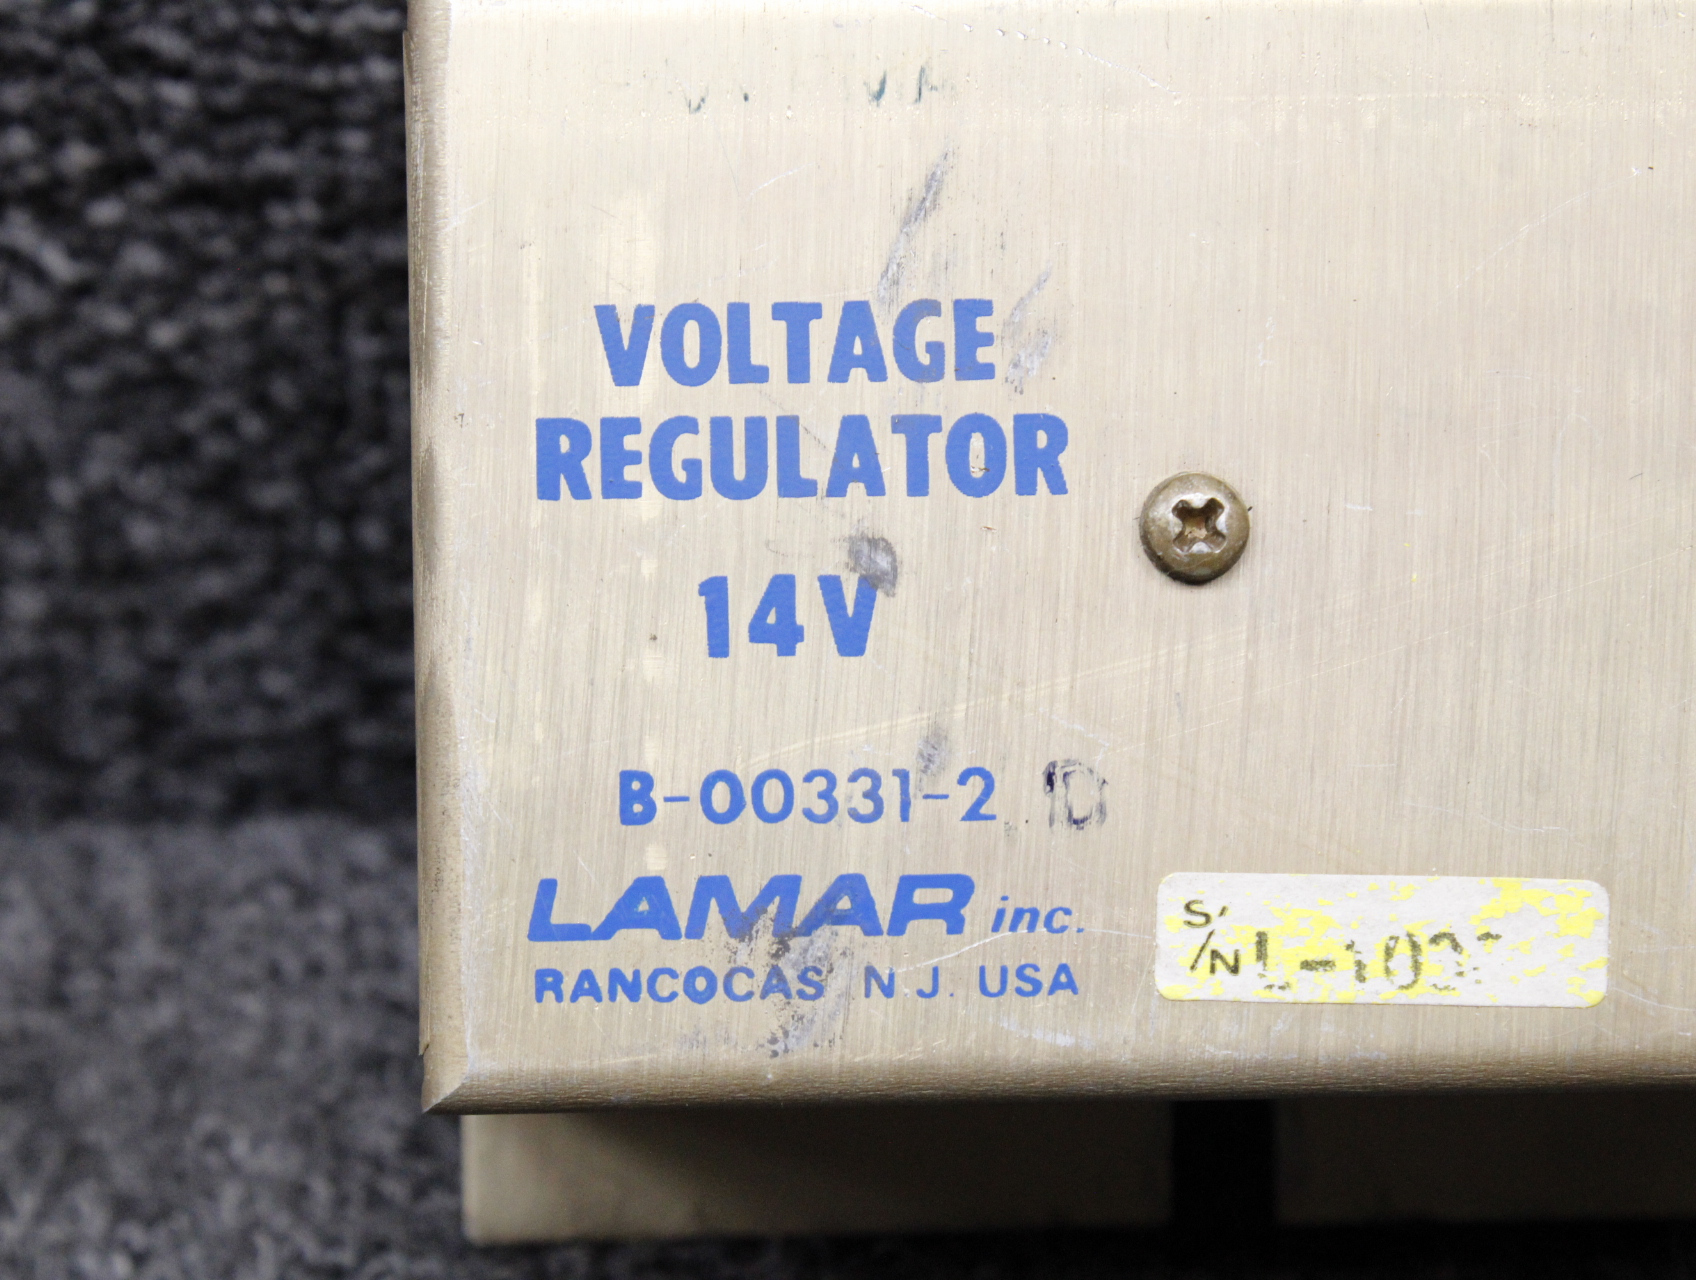 VOLTAGE
REGULATOR
14V
B-00331-2
LAMAR inc.
RANCOCAS N J. USA
S/N